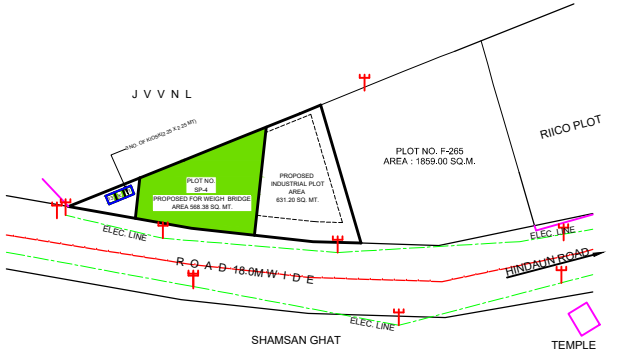 J V V N L
3 NO. OF KIOSK(2.25 X 2.25 MT)
PLOT NO.
SP-4
PROPOSED FOR WEIGH BRIDGE
AREA 568.38 SQ. MT.
PROPOSED
INDUSTRIAL PLOT
AREA
631.20 SQ. MT.
PLOT NO. F-265
AREA : 1859.00 SQ.M.
RIICO PLOT
ELEC. LINE
ELEC. LINE
ROAD 18.0M WIDE
HINDAUN ROAD
ELEC. LINE
SHAMSAN GHAT
TEMPLE